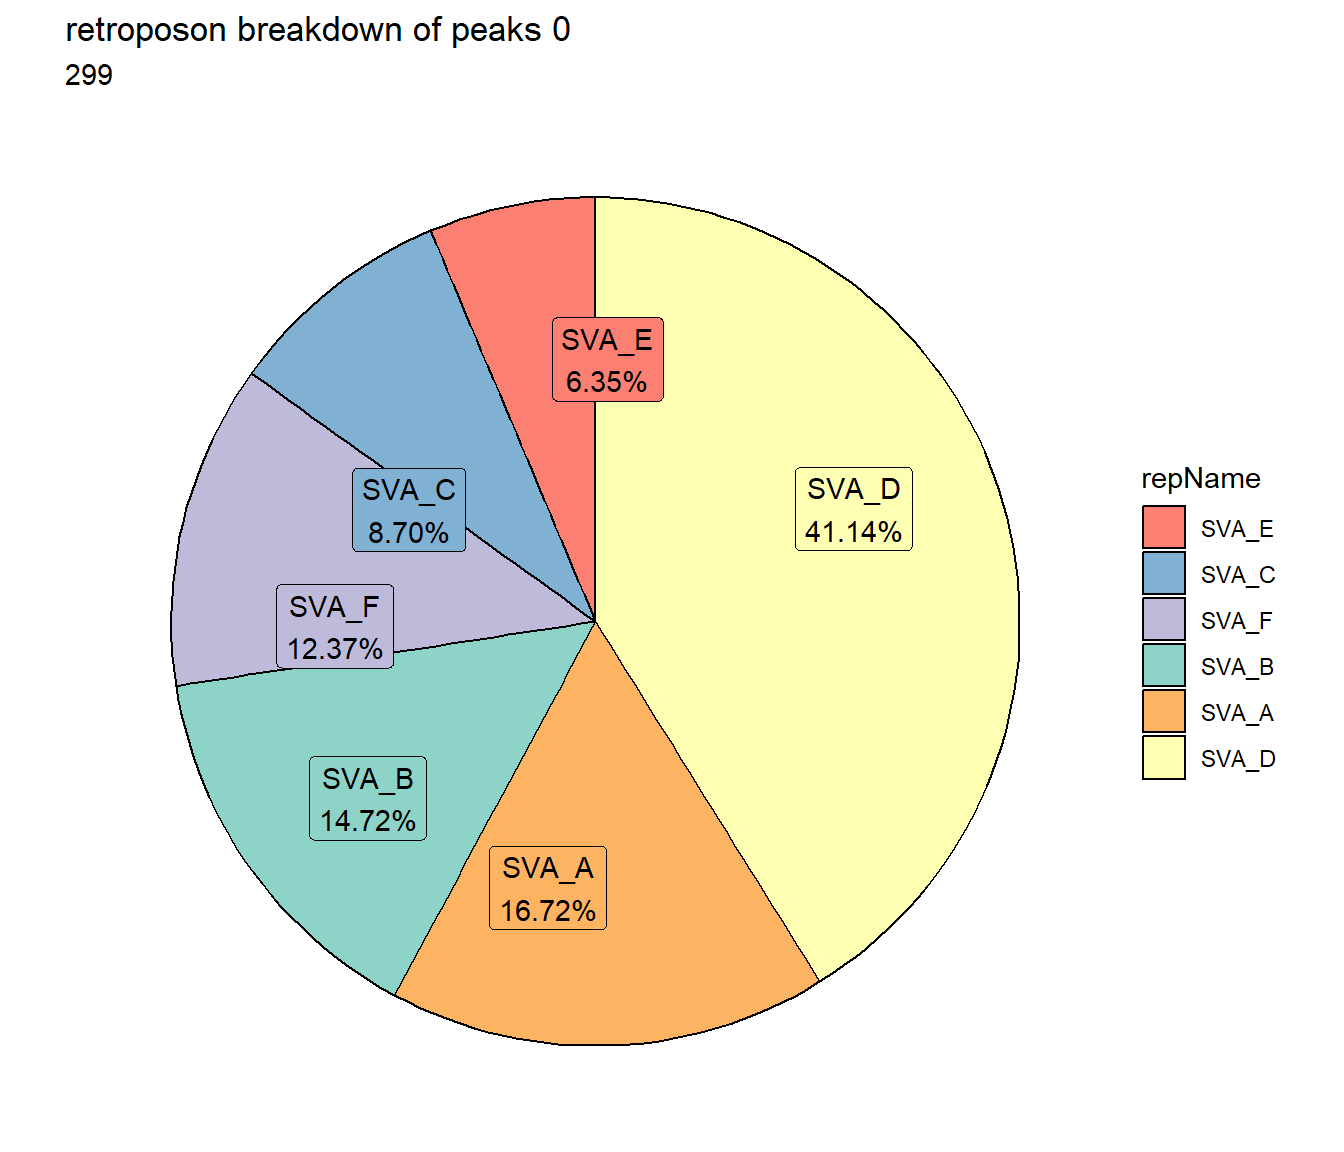 retroposon breakdown of peaks 0
299
SVA_E
6.35%
SVA_D
41.14%
SVA_C
8.70%
SVA_F
12.37%
SVA_B
14.72%
SVA_A
16.72%
repName
SVA_E
SVA_C
SVA_F
SVA_B
SVA_A
SVA_D